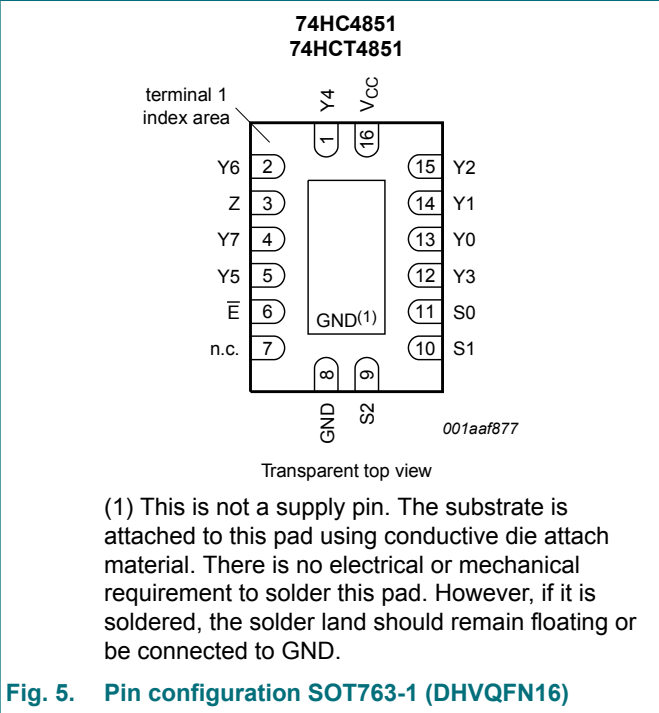 74HC4851
74HCT4851
terminal 1
index area
Y4
VCC
1
16
Y6 2
15 Y2
Z 3
14 Y1
Y7 4
13 Y0
Y5 5
12 Y3
E̅ 6
11 S0
n.c. 7
10 S1
GND(1)
8
9
GND
S2
001aaf877
Transparent top view
(1) This is not a supply pin. The substrate is
attached to this pad using conductive die attach
material. There is no electrical or mechanical
requirement to solder this pad. However, if it is
soldered, the solder land should remain floating or
be connected to GND.
Fig. 5. Pin configuration SOT763-1 (DHVQFN16)